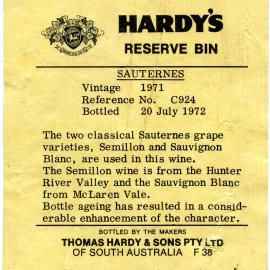 HARDY'S
RESERVE BIN
SAUTERNES
Vintage 1971
Reference No. C924
Bottled 20 July 1972
The two classical Sauternes grape
varieties, Semillon and Sauvignon
Blanc, are used in this wine.
The Semillon wine is from the Hunter
River Valley and the Sauvignon Blanc
from McLaren Vale.
Bottle ageing has resulted in a consid-
erable enhancement of the character.
BOTTLED BY THE MAKERS
THOMAS HARDY & SONS PTY LTD
OF SOUTH AUSTRALIA F 38